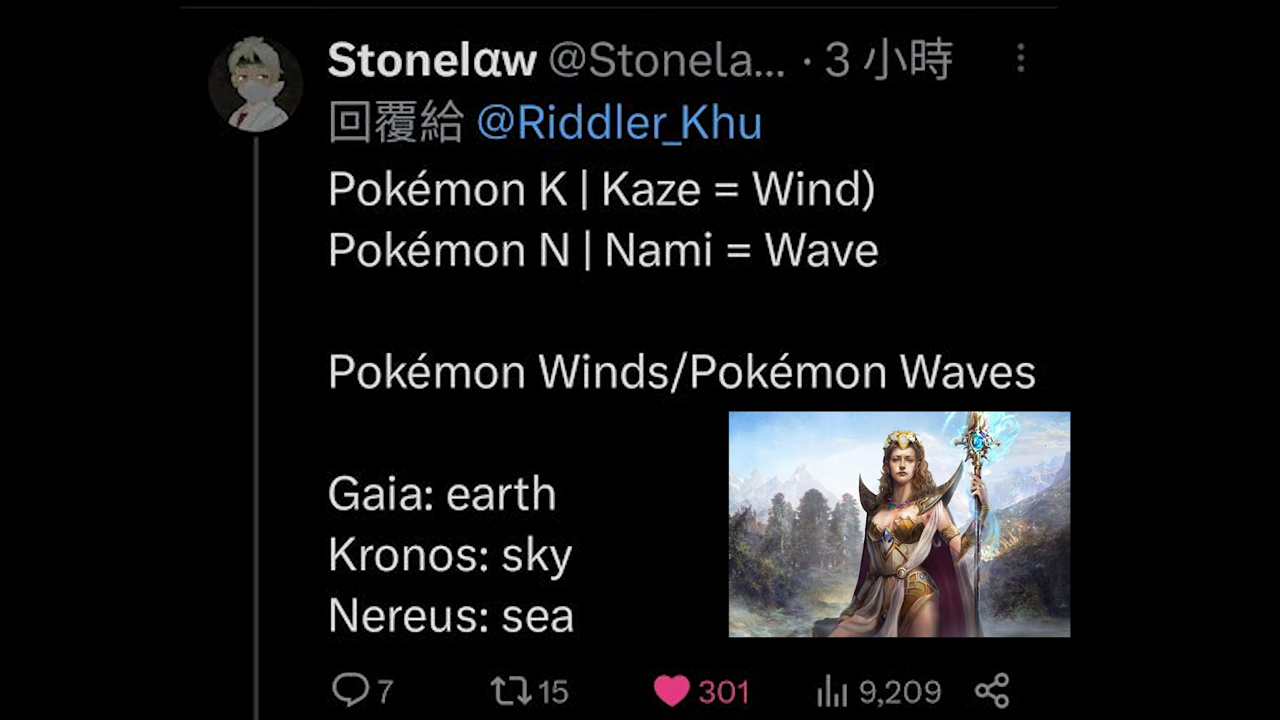 Stonelαw @Stonela... · 3 小時
回覆給 @Riddler_Khu
Pokémon K | Kaze = Wind)
Pokémon N | Nami = Wave
Pokémon Winds/Pokémon Waves
Gaia: earth
Kronos: sky
Nereus: sea
7 15 301 9,209